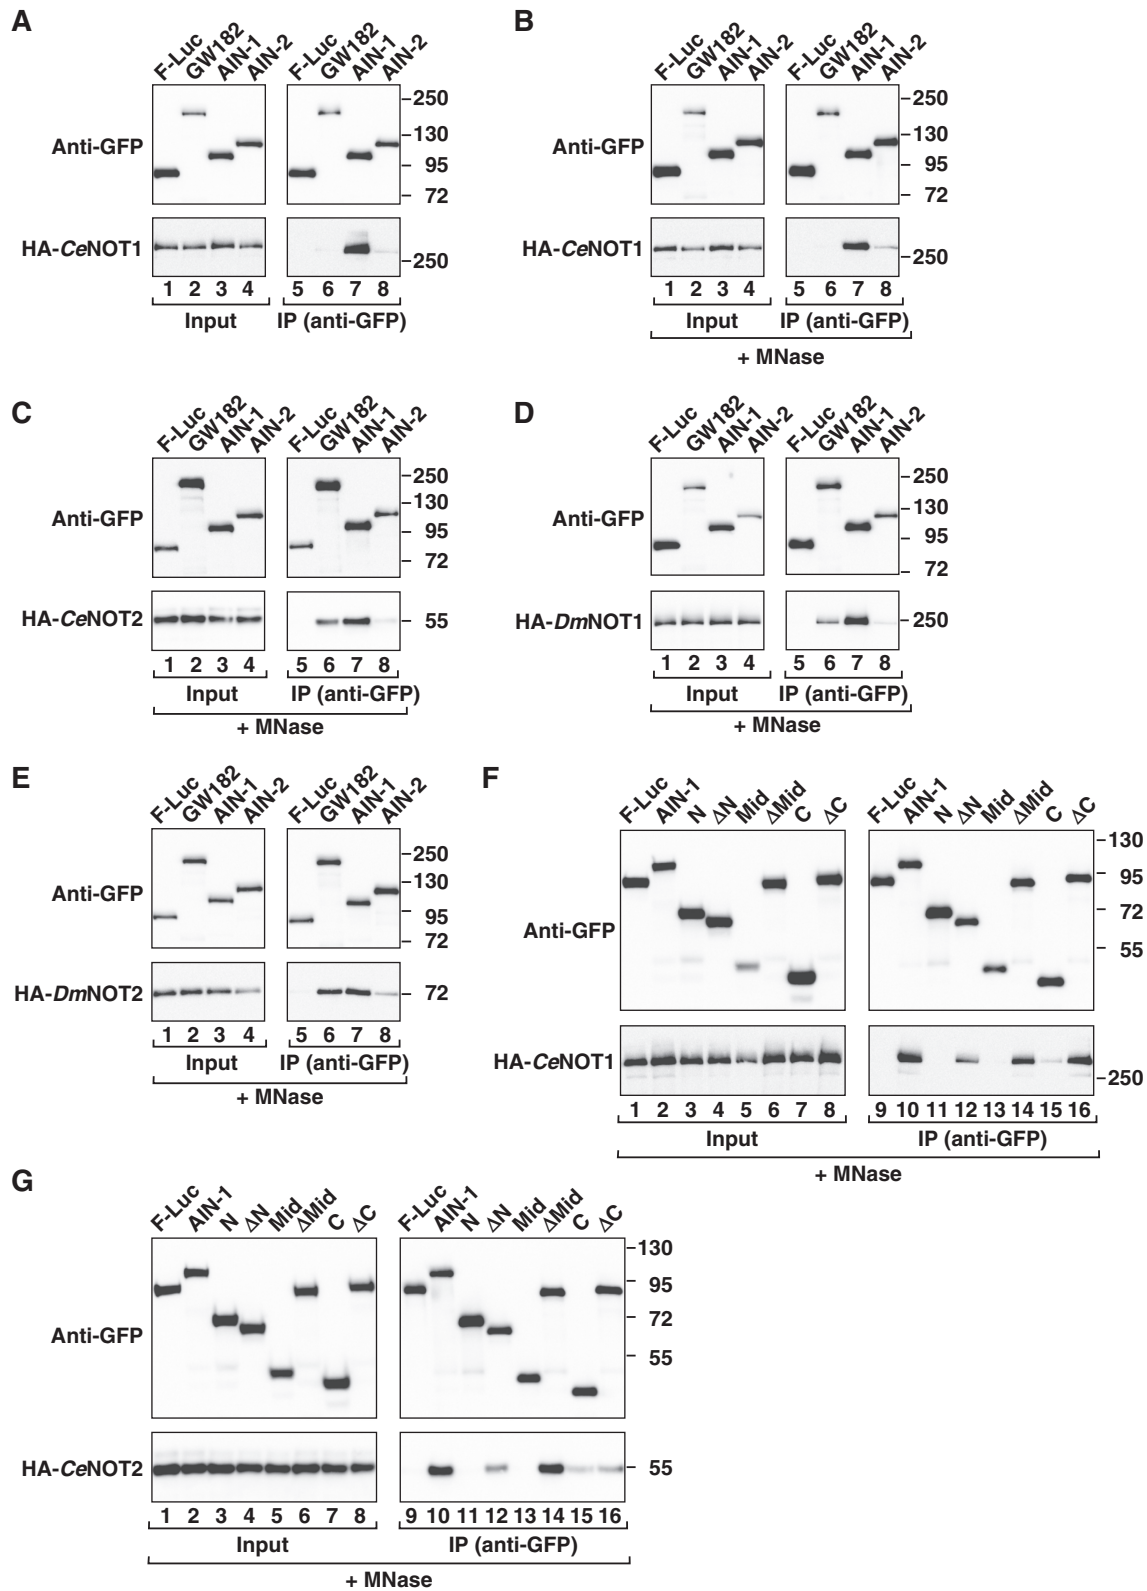 A
F-Luc GW182 AIN-1 AIN-2 F-Luc GW182 AIN-1 AIN-2
Anti-GFP
250
130
95
72
HA-CeNOT1
250
1 2 3 4 5 6 7 8
Input IP (anti-GFP)
B
F-Luc GW182 AIN-1 AIN-2 F-Luc GW182 AIN-1 AIN-2
Anti-GFP
250
130
95
72
HA-CeNOT1
250
1 2 3 4 5 6 7 8
Input IP (anti-GFP)
+ MNase
C
F-Luc GW182 AIN-1 AIN-2 F-Luc GW182 AIN-1 AIN-2
Anti-GFP
250
130
95
72
HA-CeNOT2
55
1 2 3 4 5 6 7 8
Input IP (anti-GFP)
+ MNase
D
F-Luc GW182 AIN-1 AIN-2 F-Luc GW182 AIN-1 AIN-2
Anti-GFP
250
130
95
72
HA-DmNOT1
250
1 2 3 4 5 6 7 8
Input IP (anti-GFP)
+ MNase
E
F-Luc GW182 AIN-1 AIN-2 F-Luc GW182 AIN-1 AIN-2
Anti-GFP
250
130
95
72
HA-DmNOT2
72
1 2 3 4 5 6 7 8
Input IP (anti-GFP)
+ MNase
F
F-Luc AIN-1 N ΔN Mid ΔMid C ΔC F-Luc AIN-1 N ΔN Mid ΔMid C ΔC
Anti-GFP
130
95
72
55
HA-CeNOT1
250
1 2 3 4 5 6 7 8 9 10 11 12 13 14 15 16
Input IP (anti-GFP)
+ MNase
G
F-Luc AIN-1 N ΔN Mid ΔMid C ΔC F-Luc AIN-1 N ΔN Mid ΔMid C ΔC
Anti-GFP
130
95
72
55
HA-CeNOT2
55
1 2 3 4 5 6 7 8 9 10 11 12 13 14 15 16
Input IP (anti-GFP)
+ MNase